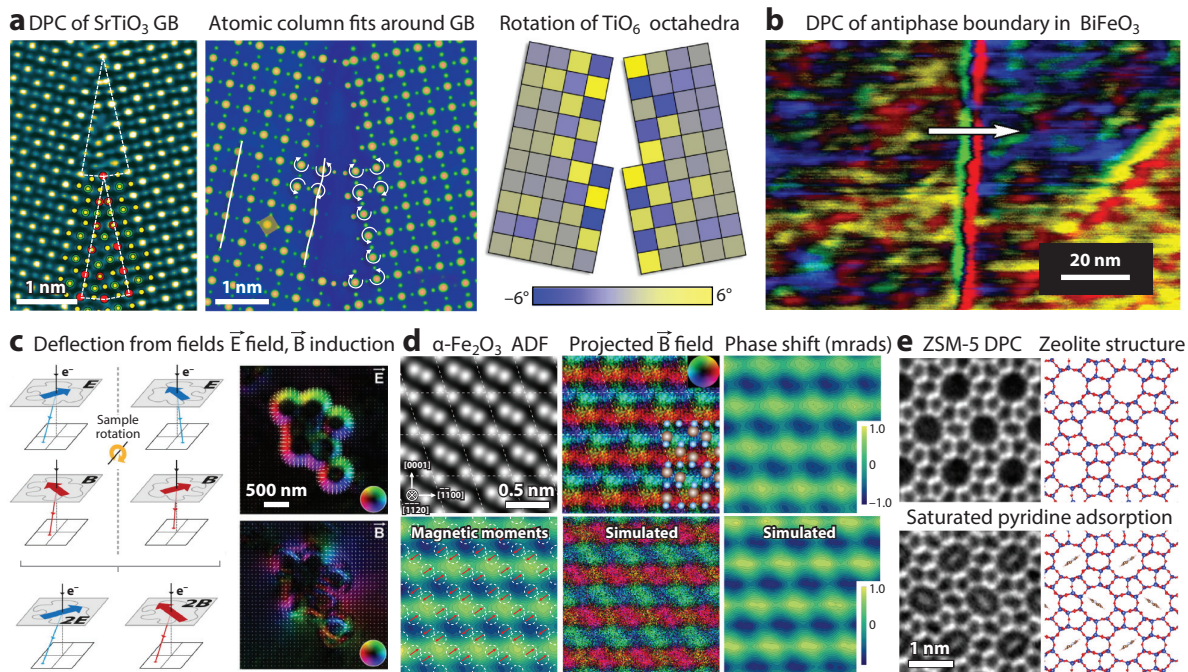 a DPC of SrTiO3 GB
Atomic column fits around GB
Rotation of TiO6 octahedra
1 nm
1 nm
−6° 6°
b DPC of antiphase boundary in BiFeO3
20 nm
c Deflection from fields E field, B induction
e− e−
E E
Sample
rotation
B B
e− e−
2E 2B
E
500 nm
B
d α-Fe2O3 ADF
Projected B field
Phase shift (mrads)
[0001]
[1120]
[1100]
0.5 nm
1.0
0
−1.0
Magnetic moments
Simulated
Simulated
1.0
0
e ZSM-5 DPC
Zeolite structure
Saturated pyridine adsorption
1 nm